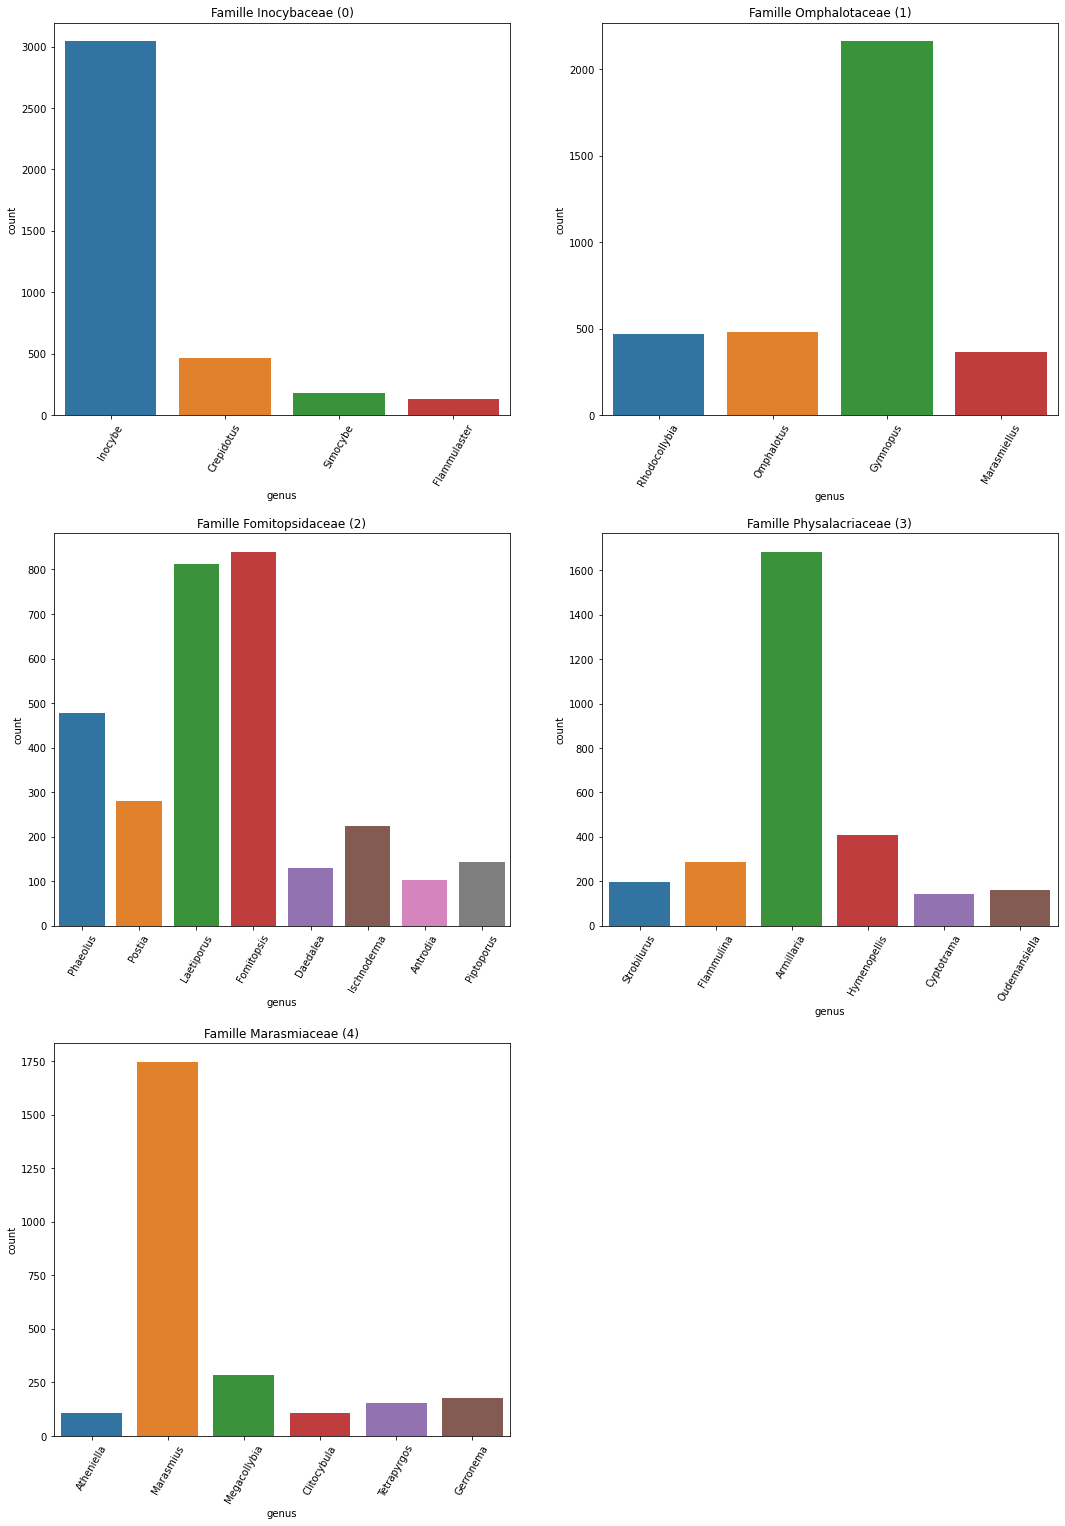 Famille Inocybaceae (0)
3000
2500
2000
1500
1000
500
0
count
Inocybe
Crepidotus
Simocybe
Flammulaster
genus
Famille Omphalotaceae (1)
2000
1500
1000
500
0
count
Rhodocollybia
Omphalotus
Gymnopus
Marasmiellus
genus
Famille Fomitopsidaceae (2)
800
700
600
500
400
300
200
100
0
count
Phaeolus
Postia
Laetiporus
Fomitopsis
Daedalea
Ischnoderma
Antrodia
Piptoporus
genus
Famille Physalacriaceae (3)
1600
1400
1200
1000
800
600
400
200
0
count
Strobilurus
Flammulina
Armillaria
Hymenopellis
Cyptotrama
Oudemansiella
genus
Famille Marasmiaceae (4)
1750
1500
1250
1000
750
500
250
0
count
Atheniella
Marasmius
Megacollybia
Clitocybula
Tetrapyrgos
Gerronema
genus